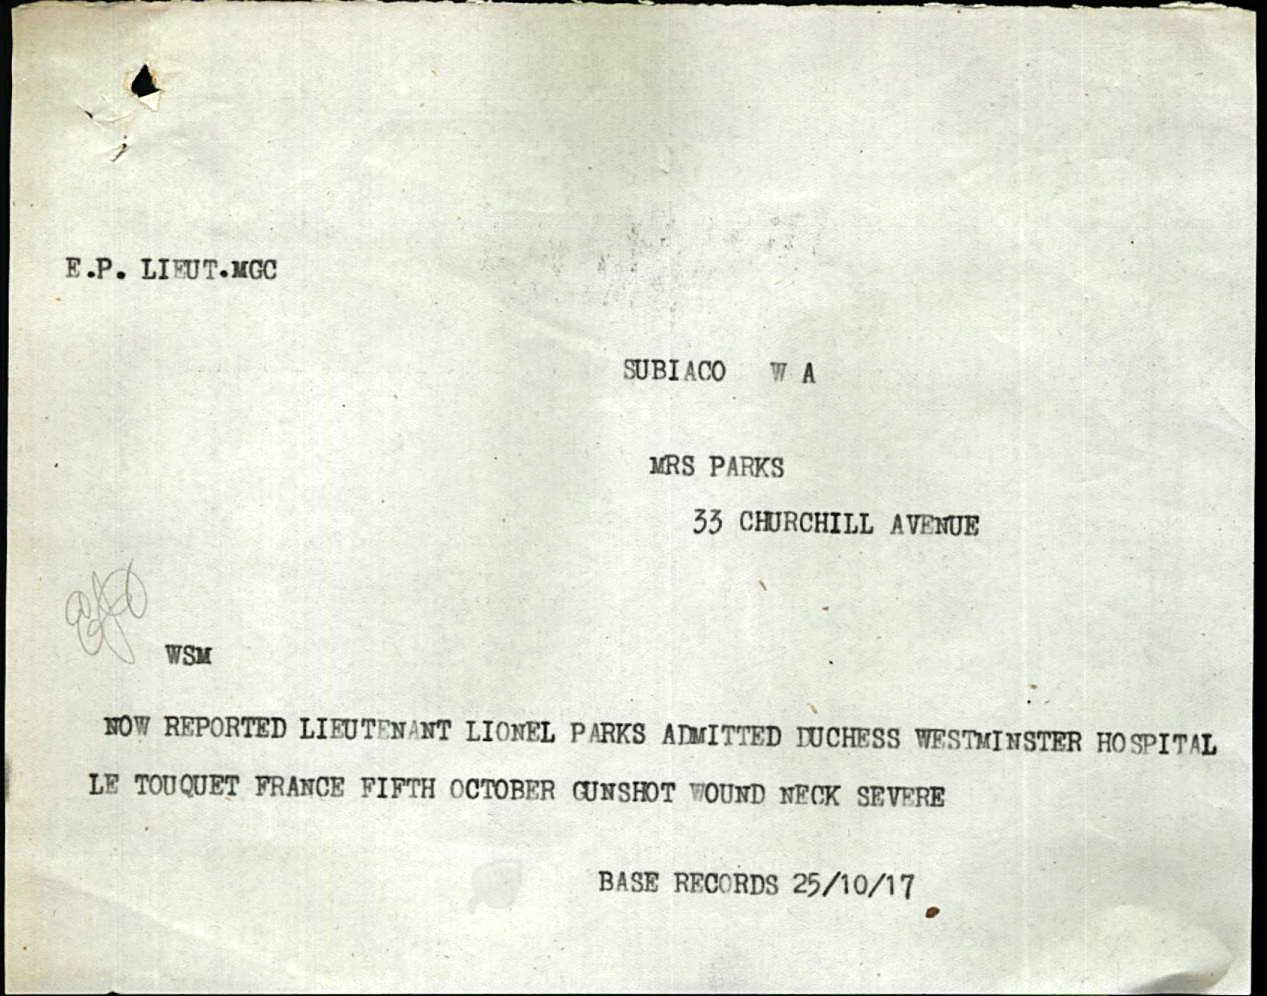 E.P. LIEUT.MGC
SUBIACO W A
MRS PARKS
33 CHURCHILL AVENUE
WSM
NOW REPORTED LIEUTENANT LIONEL PARKS ADMITTED DUCHESS WESTMINSTER HOSPITAL
LE TOUQUET FRANCE FIFTH OCTOBER GUNSHOT WOUND NECK SEVERE
BASE RECORDS 25/10/17